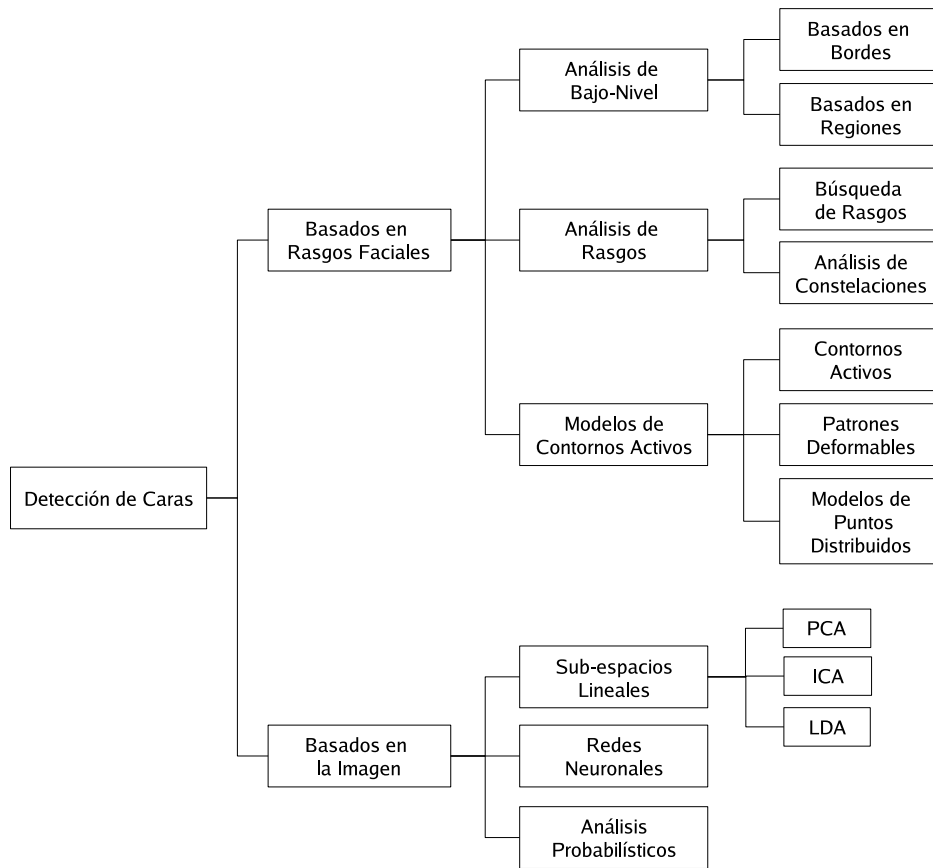 Basados en
Bordes
Análisis de
Bajo-Nivel
Basados en
Regiones
Búsqueda
de Rasgos
Basados en
Rasgos Faciales
Análisis de
Rasgos
Análisis de
Constelaciones
Contornos
Activos
Modelos de
Contornos Activos
Patrones
Deformables
Detección de Caras
Modelos de
Puntos
Distribuidos
PCA
Sub-espacios
Lineales
ICA
LDA
Basados en
la Imagen
Redes
Neuronales
Análisis
Probabilísticos